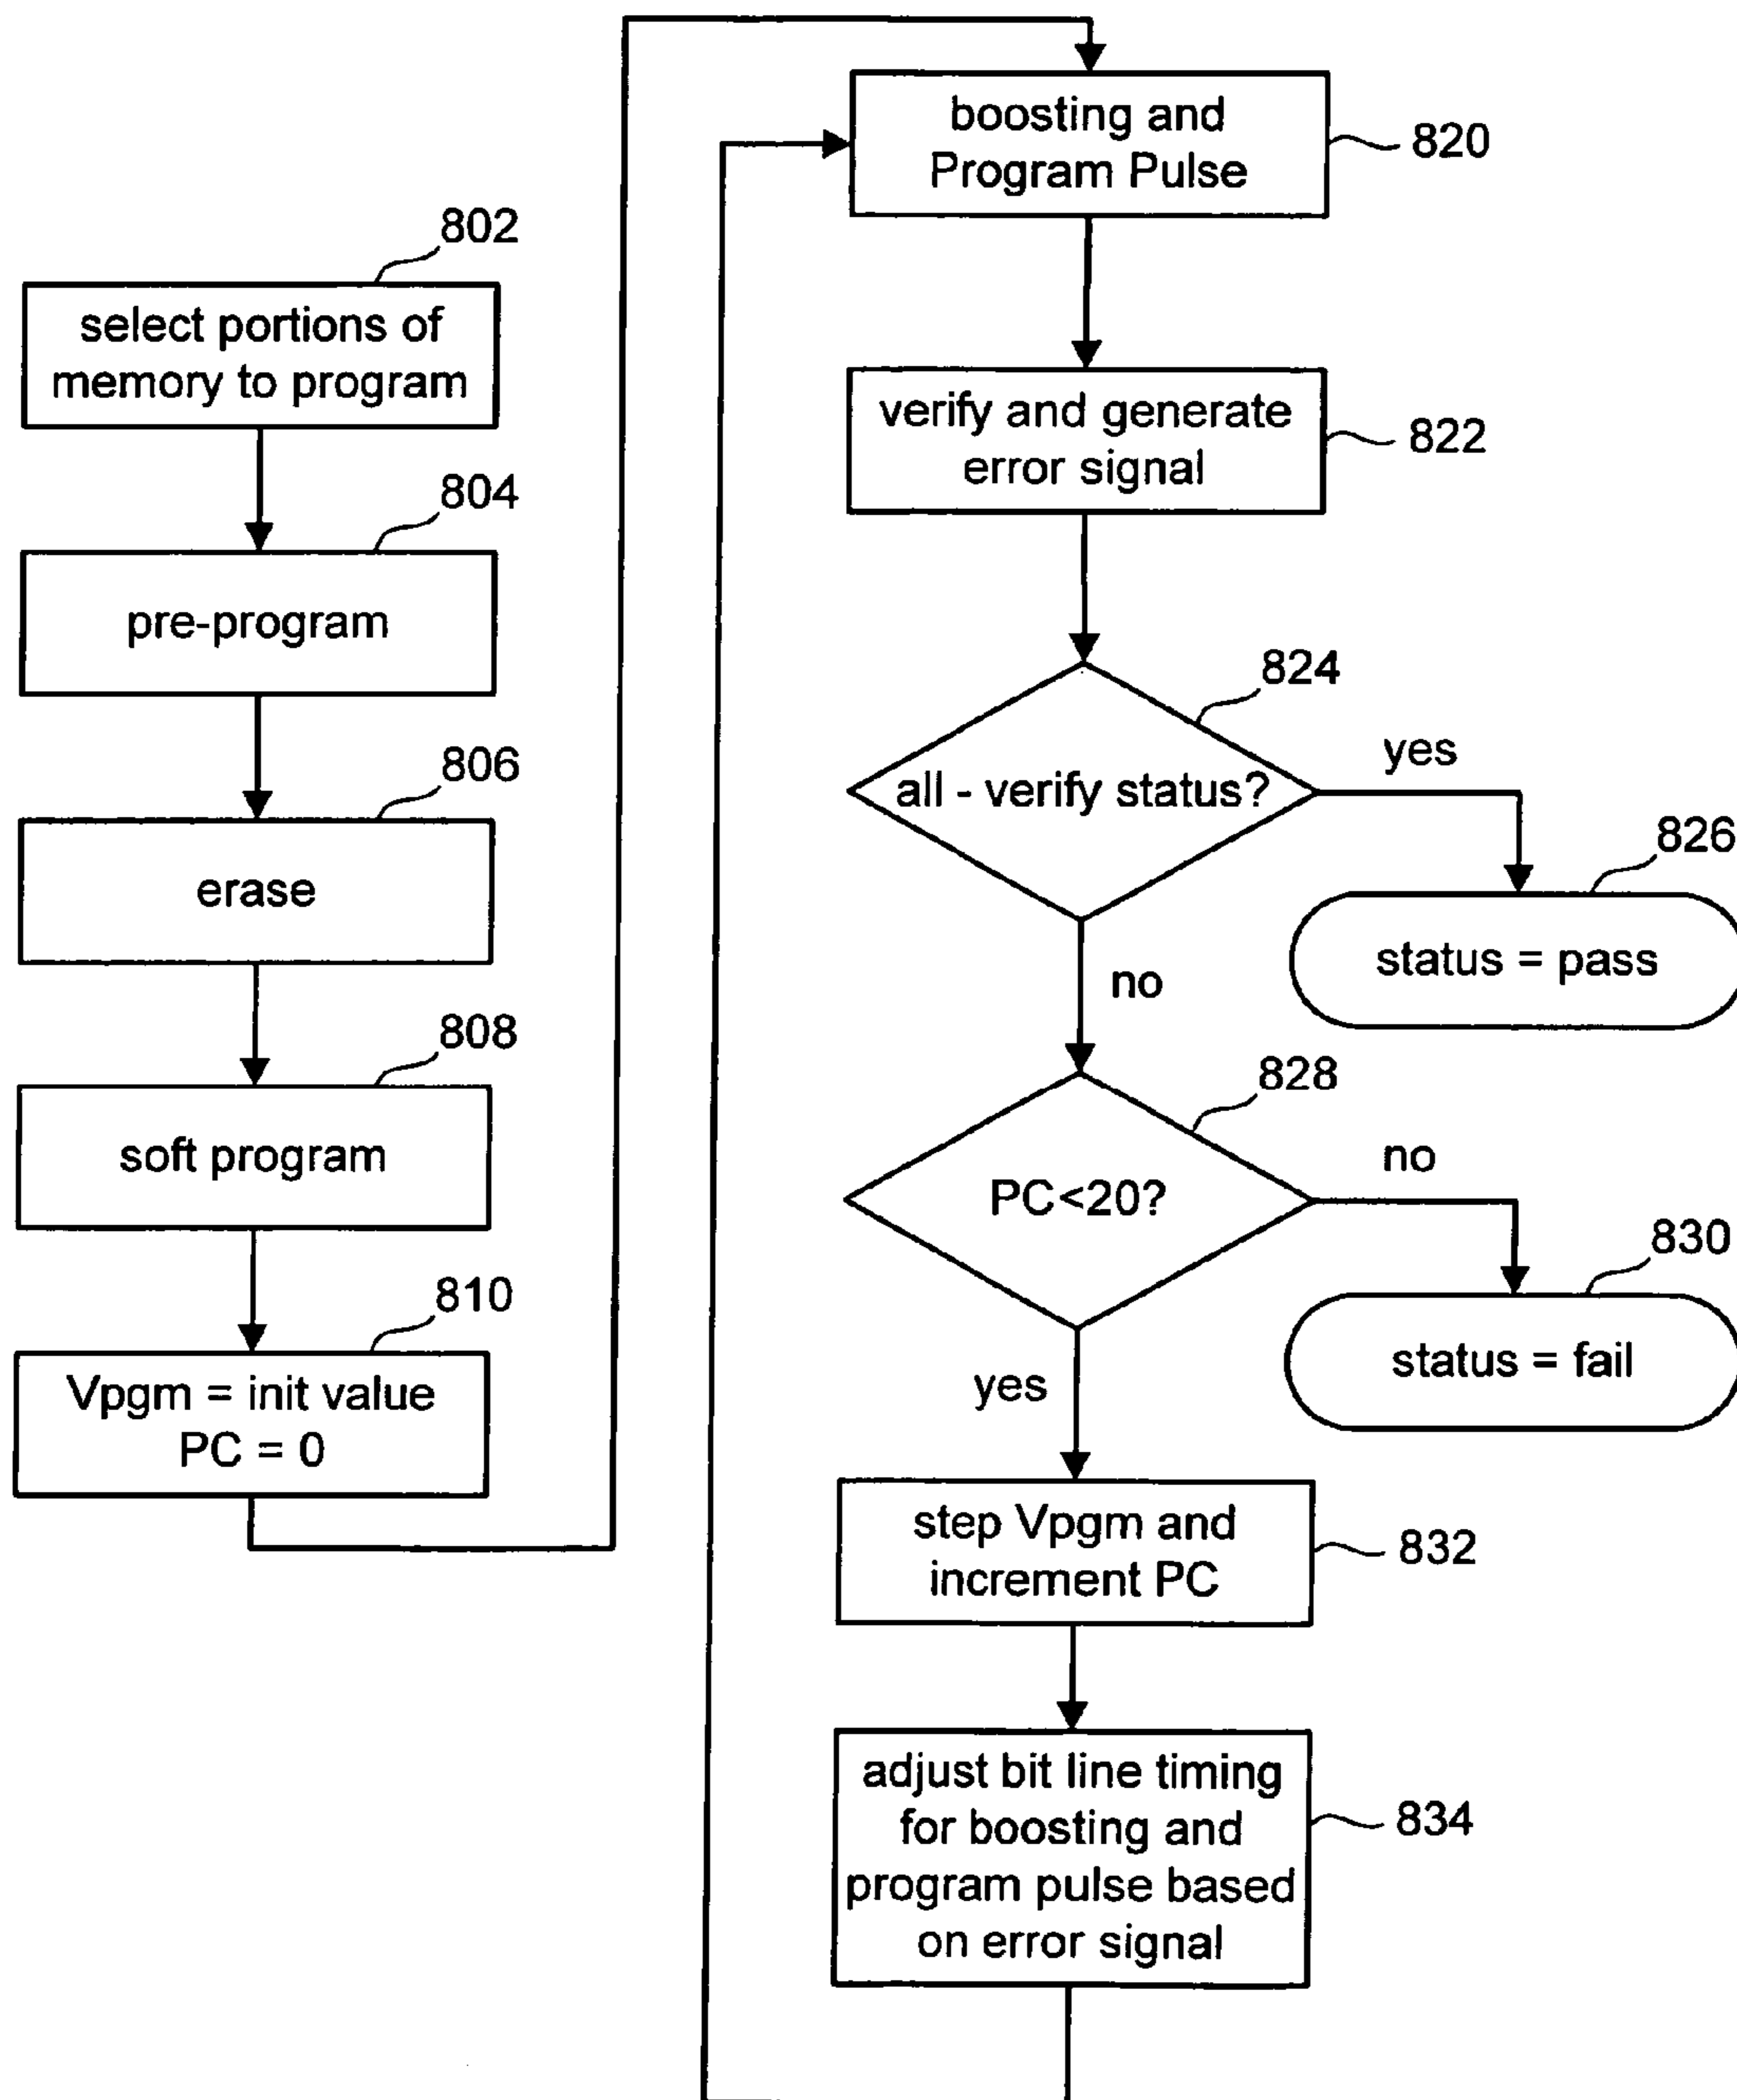 802
select portions of
memory to program
804
pre-program
806
erase
808
soft program
810
Vpgm = init value
PC = 0
boosting and
Program Pulse
820
verify and generate
error signal
822
824
all - verify status?
yes
826
status = pass
no
828
PC<20?
no
830
status = fail
yes
step Vpgm and
increment PC
832
adjust bit line timing
for boosting and
program pulse based
on error signal
834